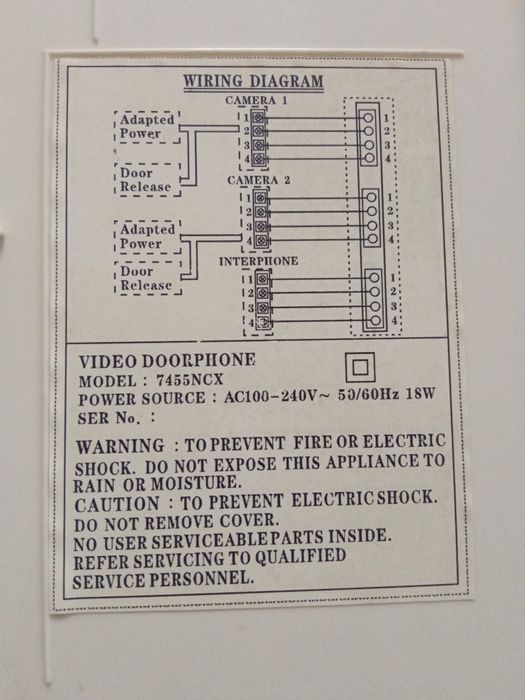 WIRING DIAGRAM
CAMERA 1
Adapted
Power
Door
Release
1
2
3
4
1
2
3
4
CAMERA 2
Adapted
Power
Door
Release
1
2
3
4
1
2
3
4
INTERPHONE
1
2
3
4
1
2
3
4
VIDEO DOORPHONE
MODEL : 7455NCX
POWER SOURCE : AC100-240V~ 50/60Hz 18W
SER No. :
WARNING : TO PREVENT FIRE OR ELECTRIC
SHOCK. DO NOT EXPOSE THIS APPLIANCE TO
RAIN OR MOISTURE.
CAUTION : TO PREVENT ELECTRIC SHOCK.
DO NOT REMOVE COVER.
NO USER SERVICEABLE PARTS INSIDE.
REFER SERVICING TO QUALIFIED
SERVICE PERSONNEL.